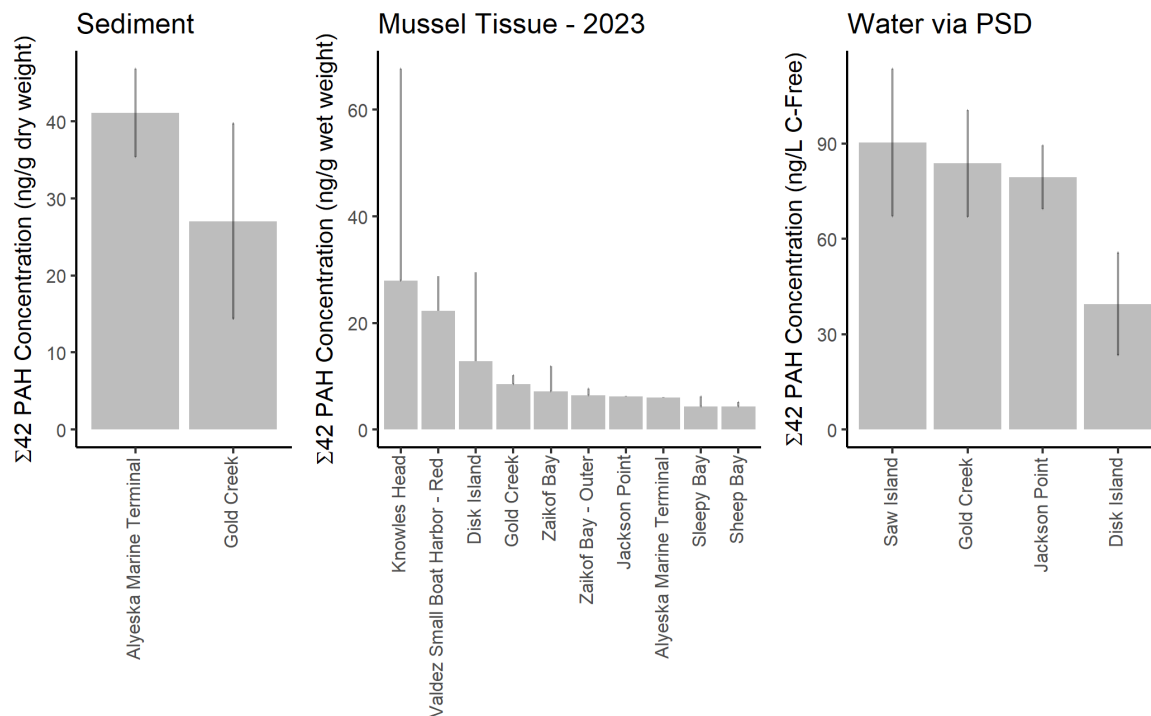 Sediment
Σ42 PAH Concentration (ng/g dry weight)
40
30
20
10
0
Alyeska Marine Terminal
Gold Creek
Mussel Tissue - 2023
Σ42 PAH Concentration (ng/g wet weight)
60
40
20
0
Knowles Head
Valdez Small Boat Harbor - Red
Disk Island
Gold Creek
Zaikof Bay
Zaikof Bay - Outer
Jackson Point
Alyeska Marine Terminal
Sleepy Bay
Sheep Bay
Water via PSD
Σ42 PAH Concentration (ng/L C-Free)
90
60
30
0
Saw Island
Gold Creek
Jackson Point
Disk Island